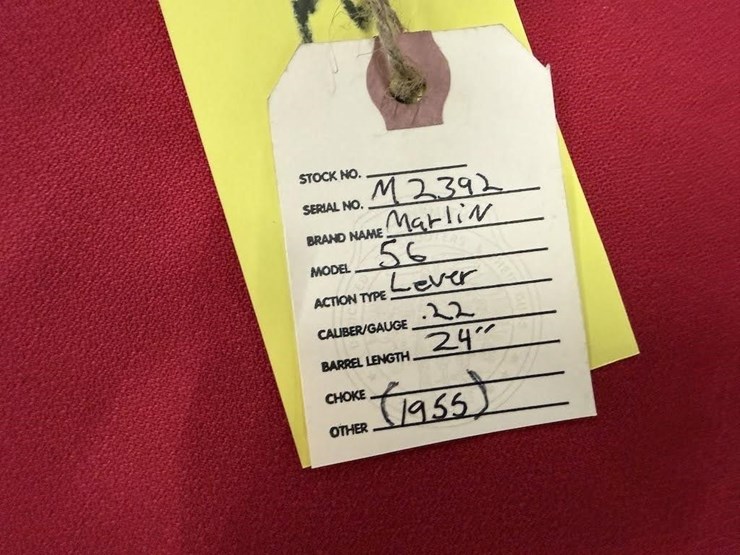 STOCK NO.
SERIAL NO. M2392
BRAND NAME MarliN
MODEL 56
ACTION TYPE Lever
CALIBER/GAUGE .22
BARREL LENGTH 24"
CHOKE
OTHER (1955)